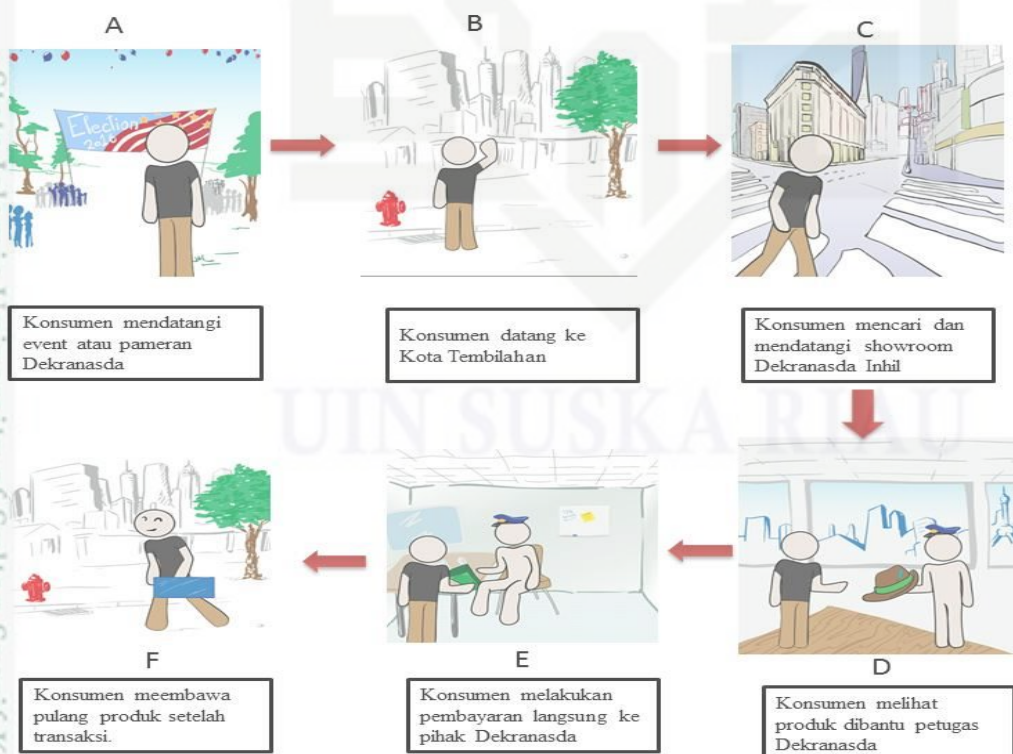 A
B
C
Election
Konsumen mendatangi
event atau pameran
Dekranasda
Konsumen datang ke
Kota Tembilahan
Konsumen mencari dan
mendatangi showroom
Dekranasda Inhil
UIN SUSKA RIAU
F
E
D
Konsumen meembawa
pulang produk setelah
transaksi.
Konsumen melakukan
pembayaran langsung ke
pihak Dekranasda
Konsumen melihat
produk dibantu petugas
Dekranasda